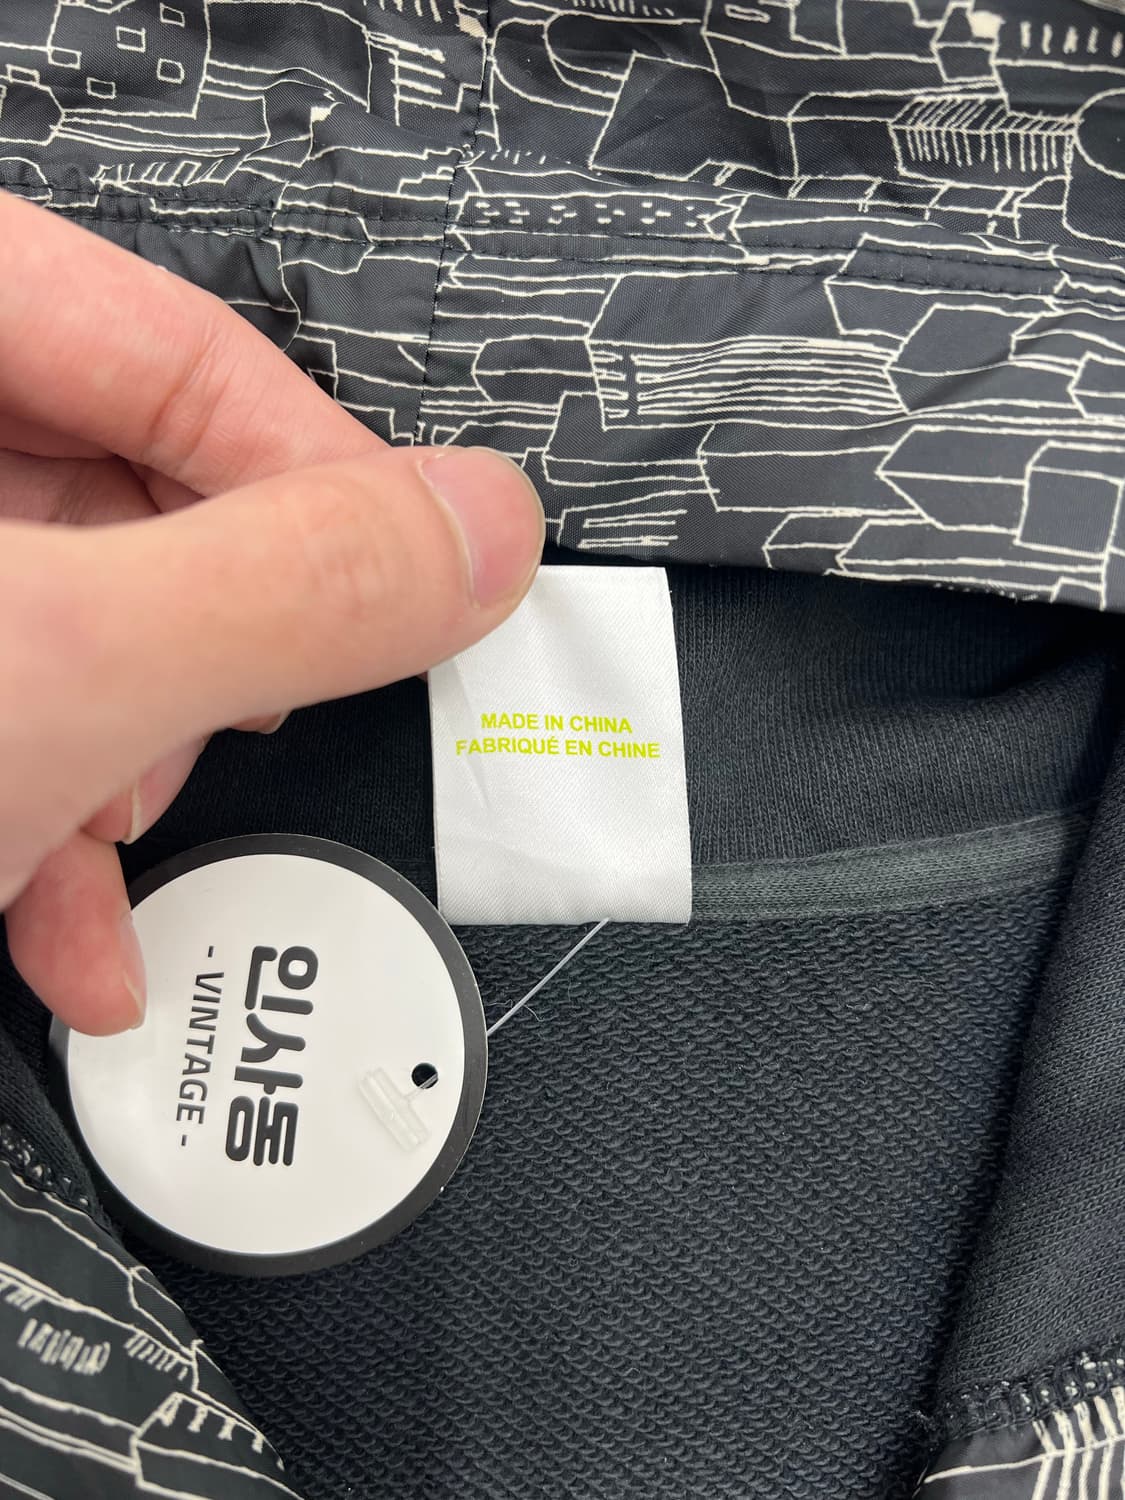 MADE IN CHINA
FABRIQUÉ EN CHINE
인사동
- VINTAGE -